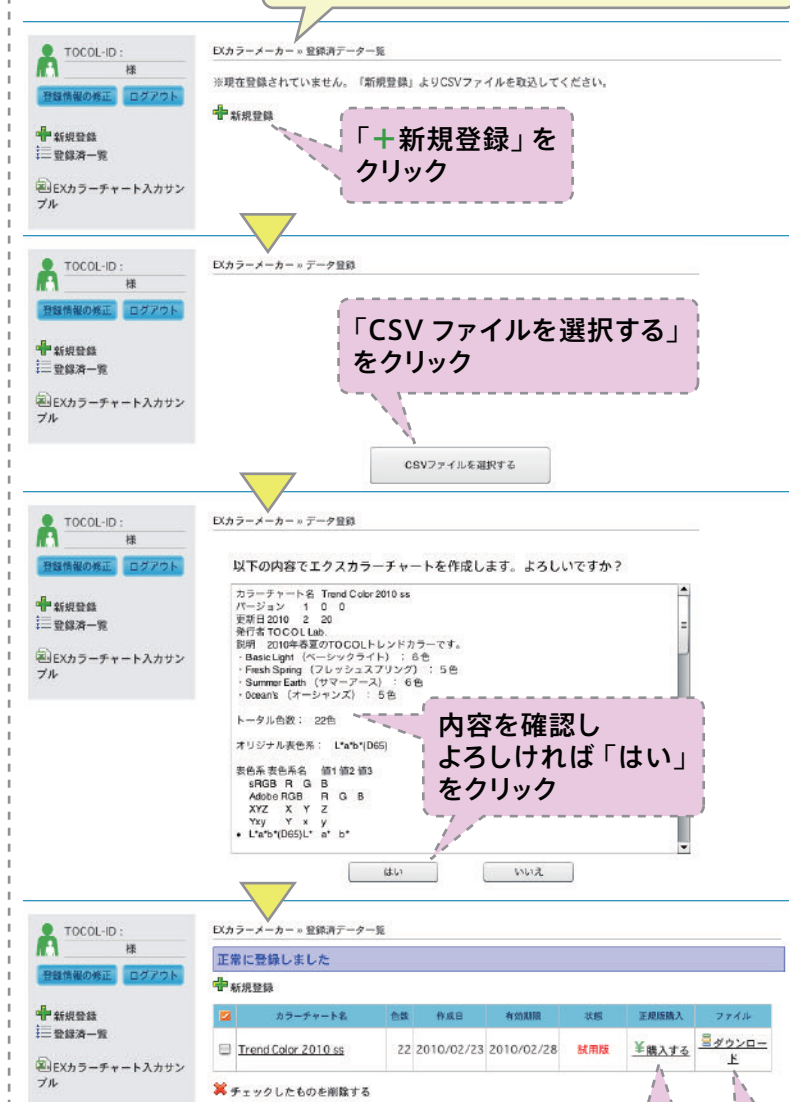 TOCOL-ID :
様
登録情報の修正 ログアウト
新規登録
登録済一覧
EXカラーチャート入力サン
プル
EXカラーメーカー » 登録済データ一覧
※現在登録されていません。「新規登録」よりCSVファイルを取込してください。
新規登録
「＋新規登録」を
クリック
TOCOL-ID :
様
登録情報の修正 ログアウト
新規登録
登録済一覧
EXカラーチャート入力サン
プル
EXカラーメーカー » データ登録
「CSV ファイルを選択する」
をクリック
CSVファイルを選択する
TOCOL-ID :
様
登録情報の修正 ログアウト
新規登録
登録済一覧
EXカラーチャート入力サン
プル
EXカラーメーカー » データ登録
以下の内容でエクスカラーチャートを作成します。よろしいですか？
カラーチャート名 Trend Color 2010 ss
バージョン 1 0 0
更新日 2010 2 20
発行者 TOCOL Lab.
説明 2010年春夏のTOCOLトレンドカラーです。
・Basic Light （ベーシックライト） ： 6色
・Fresh Spring （フレッシュスプリング） ： 5色
・Summer Earth （サマーアース） ： 6色
・Ocean's （オーシャンズ） ： 5色
トータル色数： 22色
オリジナル表色系： L*a*b*(D65)
表色系 表色系名 値1 値2 値3
sRGB R G B
Adobe RGB R G B
XYZ X Y Z
Yxy Y x y
• L*a*b*(D65)L* a* b*
内容を確認し
よろしければ「はい」
をクリック
はい いいえ
TOCOL-ID :
様
登録情報の修正 ログアウト
新規登録
登録済一覧
EXカラーチャート入力サン
プル
EXカラーメーカー » 登録済データ一覧
正常に登録しました
新規登録
カラーチャート名 色数 作成日 有効期限 状態 正規版購入 ファイル
Trend Color 2010 ss 22 2010/02/23 2010/02/28 試用版 ￥購入する ダウンロー
ド
チェックしたものを削除する